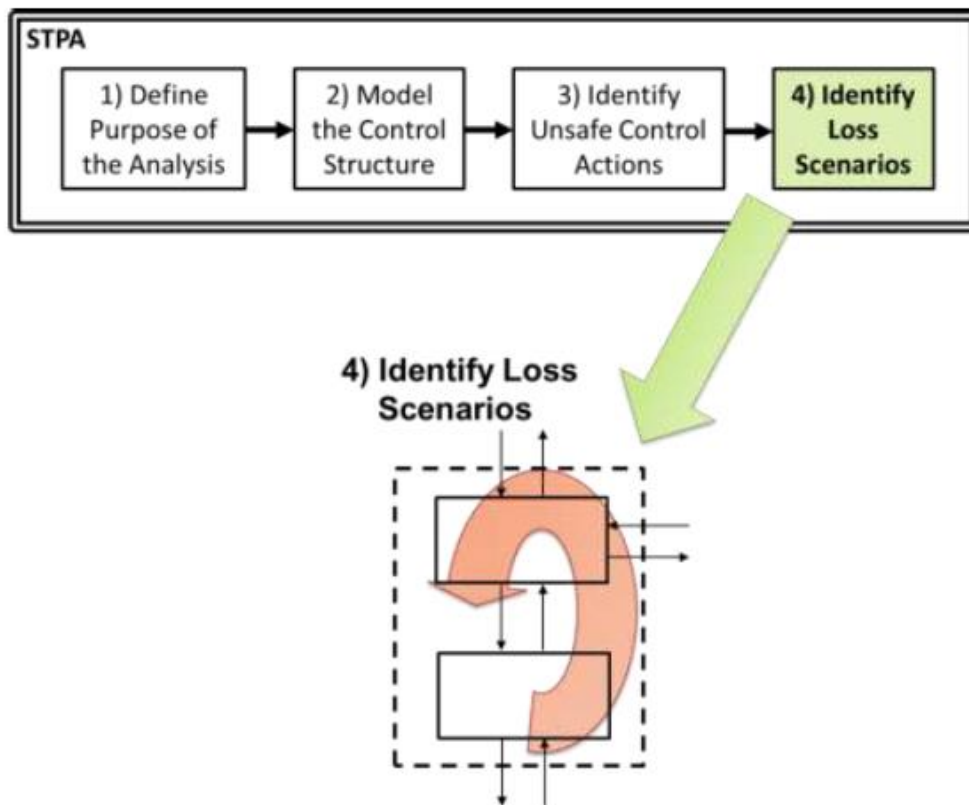 STPA
1) Define
Purpose of
the Analysis
2) Model
the Control
Structure
3) Identify
Unsafe Control
Actions
4) Identify
Loss
Scenarios
4) Identify Loss
Scenarios